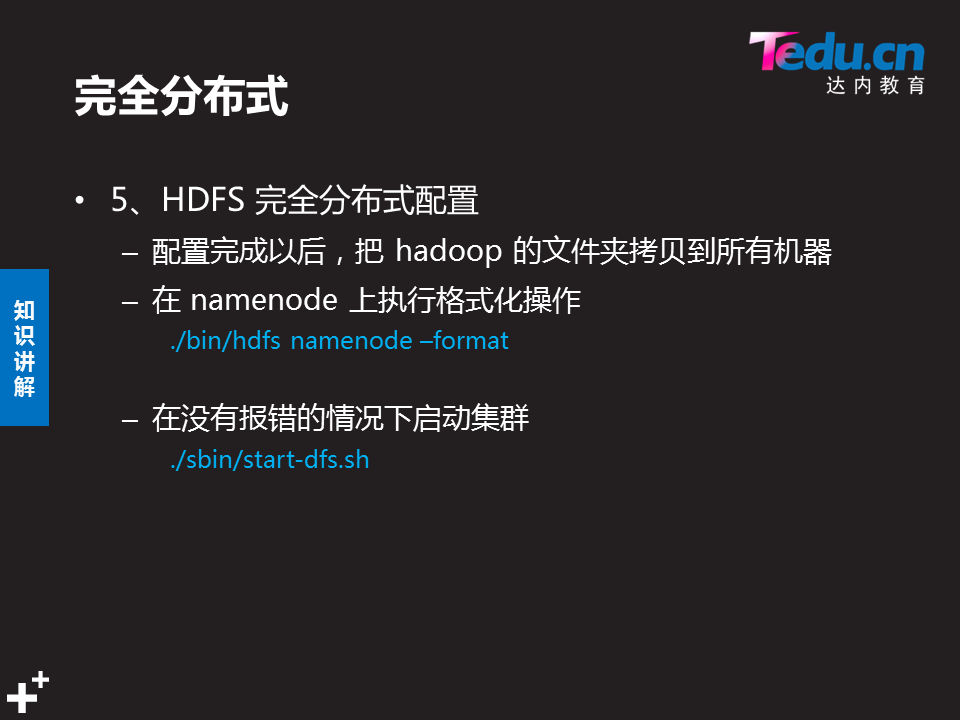 Tedu.cn
达内教育
完全分布式
• 5、HDFS 完全分布式配置
– 配置完成以后，把 hadoop 的文件夹拷贝到所有机器
– 在 namenode 上执行格式化操作
./bin/hdfs namenode –format
– 在没有报错的情况下启动集群
./sbin/start-dfs.sh
知
识
讲
解